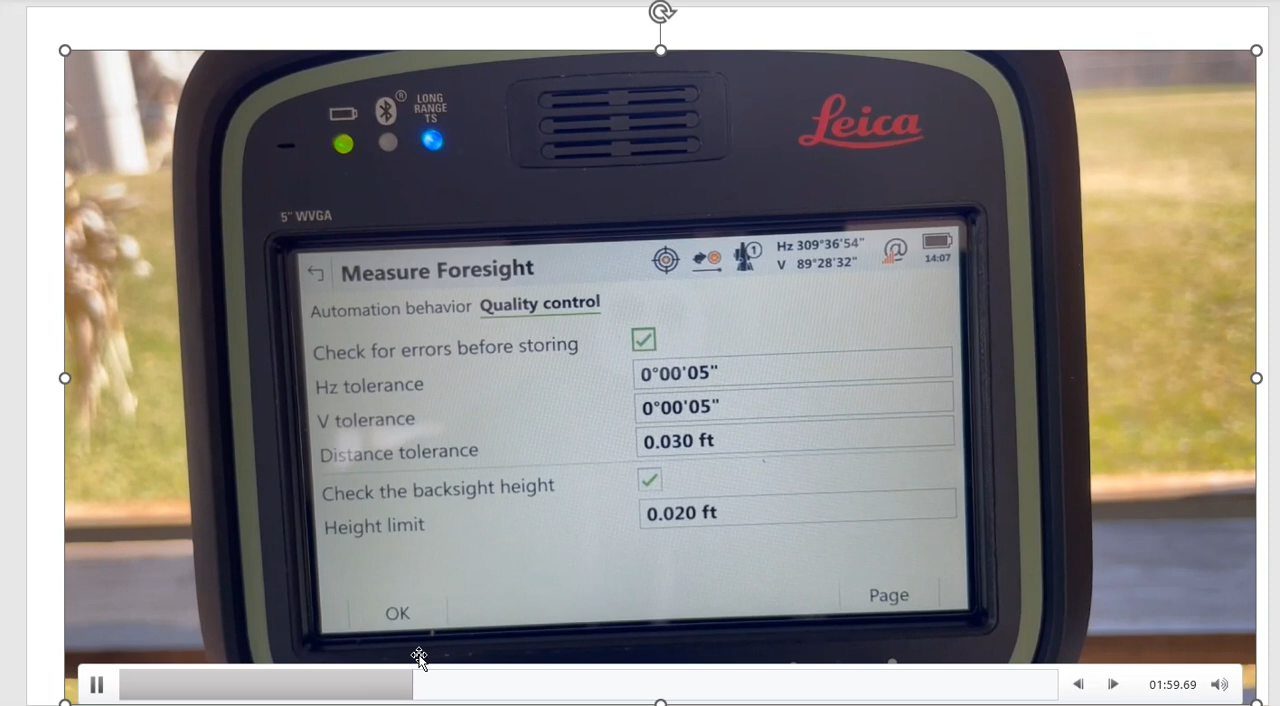 LONG
RANGE
TS
®
Leica
5" WVGA
Measure Foresight
1
Hz 309°36'54"
V 89°28'32"
@
14:07
Automation behavior Quality control
Check for errors before storing
Hz tolerance 0°00'05"
V tolerance 0°00'05"
Distance tolerance 0.030 ft
Check the backsight height
Height limit 0.020 ft
OK Page
01:59.69